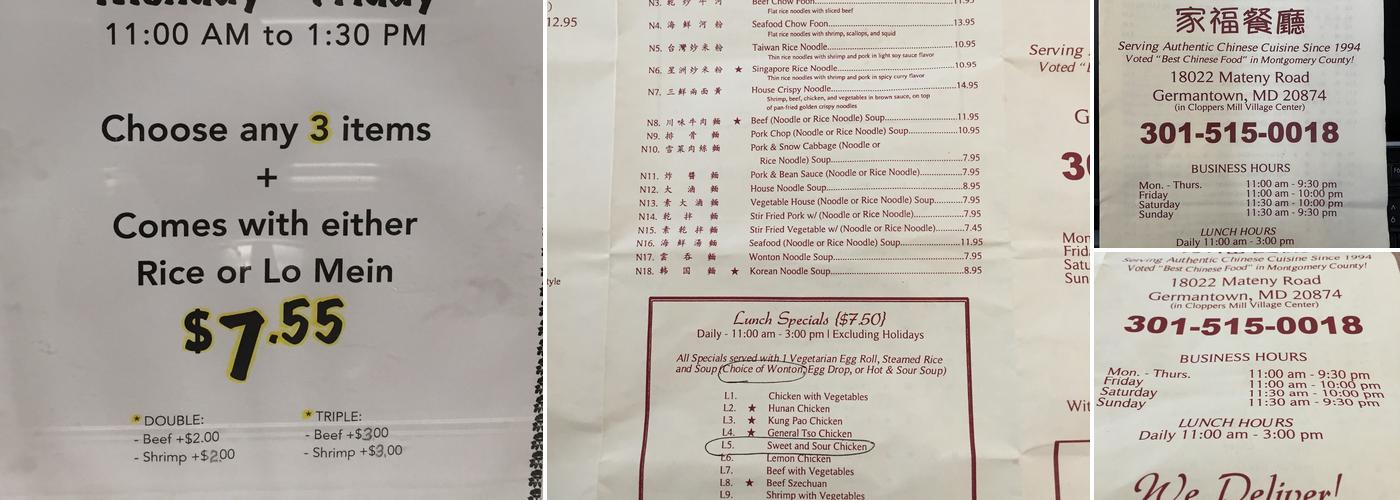 Monday - Friday
11:00 AM to 1:30 PM
Choose any 3 items
+
Comes with either
Rice or Lo Mein
$7.55
★ DOUBLE:
- Beef +$2.00
- Shrimp +$2.00
★ TRIPLE:
- Beef +$3.00
- Shrimp +$3.00
)
12.95
tyle
N3. 乾炒牛河 Beef Chow Foon
Flat rice noodles with sliced beef
N4. 海鮮河粉 Seafood Chow Foon 13.95
Flat rice noodles with shrimp, scallops, and squid
N5. 台灣炒米粉 Taiwan Rice Noodle 10.95
Thin rice noodles with shrimp and pork in light soy sauce flavor
N6. 星洲炒米粉 ★ Singapore Rice Noodle 10.95
Thin rice noodles with shrimp and pork in spicy curry flavor
N7. 三鮮兩面黃 House Crispy Noodle 14.95
Shrimp, beef, chicken, and vegetables in brown sauce, on top
of pan-fried golden crispy noodles
N8. 川味牛肉麵 ★ Beef (Noodle or Rice Noodle) Soup 11.95
N9. 排骨麵 Pork Chop (Noodle or Rice Noodle) Soup 10.95
N10. 雪菜肉絲麵 Pork & Snow Cabbage (Noodle or
Rice Noodle) Soup 7.95
N11. 炸醬麵 Pork & Bean Sauce (Noodle or Rice Noodle) 7.95
N12. 大滷麵 House Noodle Soup 8.95
N13. 素大滷麵 Vegetable House (Noodle or Rice Noodle) Soup 7.95
N14. 乾拌麵 Stir Fried Pork w/ (Noodle or Rice Noodle) 7.95
N15. 素乾拌麵 Stir Fried Vegetable w/ (Noodle or Rice Noodle) 7.45
N16. 海鮮湯麵 Seafood (Noodle or Rice Noodle) Soup 11.95
N17. 雲吞麵 Wonton Noodle Soup 7.95
N18. 韩国麵 ★ Korean Noodle Soup 8.95
Lunch Specials {$7.50}
Daily - 11:00 am - 3:00 pm | Excluding Holidays
All Specials served with 1 Vegetarian Egg Roll, Steamed Rice
and Soup (Choice of Wonton, Egg Drop, or Hot & Sour Soup)
L1. Chicken with Vegetables
L2. ★ Hunan Chicken
L3. ★ Kung Pao Chicken
L4. ★ General Tso Chicken
L5. Sweet and Sour Chicken
L6. Lemon Chicken
L7. Beef with Vegetables
L8. ★ Beef Szechuan
L9. Shrimp with Vegetables
Serving
Voted "B
G
30
Mon
Frid
Satu
Sun
Wit
家福餐廳
Serving Authentic Chinese Cuisine Since 1994
Voted "Best Chinese Food" in Montgomery County!
18022 Mateny Road
Germantown, MD 20874
(in Cloppers Mill Village Center)
301-515-0018
BUSINESS HOURS
Mon. - Thurs. 11:00 am - 9:30 pm
Friday 11:00 am - 10:00 pm
Saturday 11:30 am - 10:00 pm
Sunday 11:30 am - 9:30 pm
LUNCH HOURS
Daily 11:00 am - 3:00 pm
Serving Authentic Chinese Cuisine Since 1994
Voted "Best Chinese Food" in Montgomery County!
18022 Mateny Road
Germantown, MD 20874
(in Cloppers Mill Village Center)
301-515-0018
BUSINESS HOURS
Mon. - Thurs. 11:00 am - 9:30 pm
Friday 11:00 am - 10:00 pm
Saturday 11:30 am - 10:00 pm
Sunday 11:30 am - 9:30 pm
LUNCH HOURS
Daily 11:00 am - 3:00 pm
We Deliver!